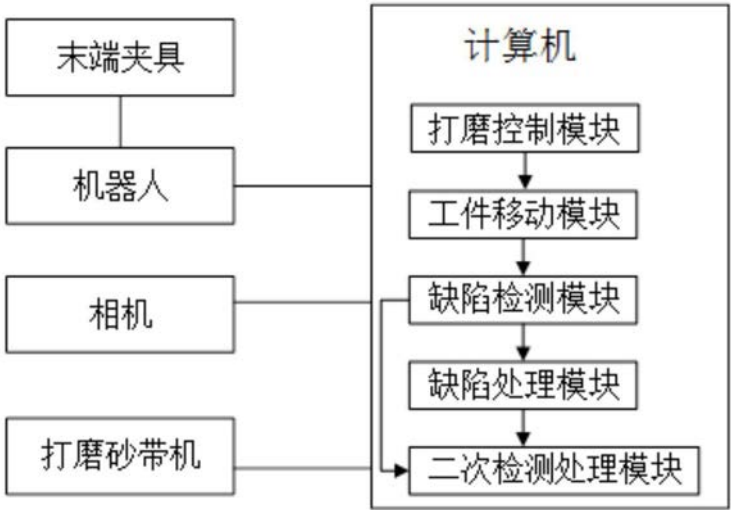 末端夹具
机器人
相机
打磨砂带机
计算机
打磨控制模块
工件移动模块
缺陷检测模块
缺陷处理模块
二次检测处理模块